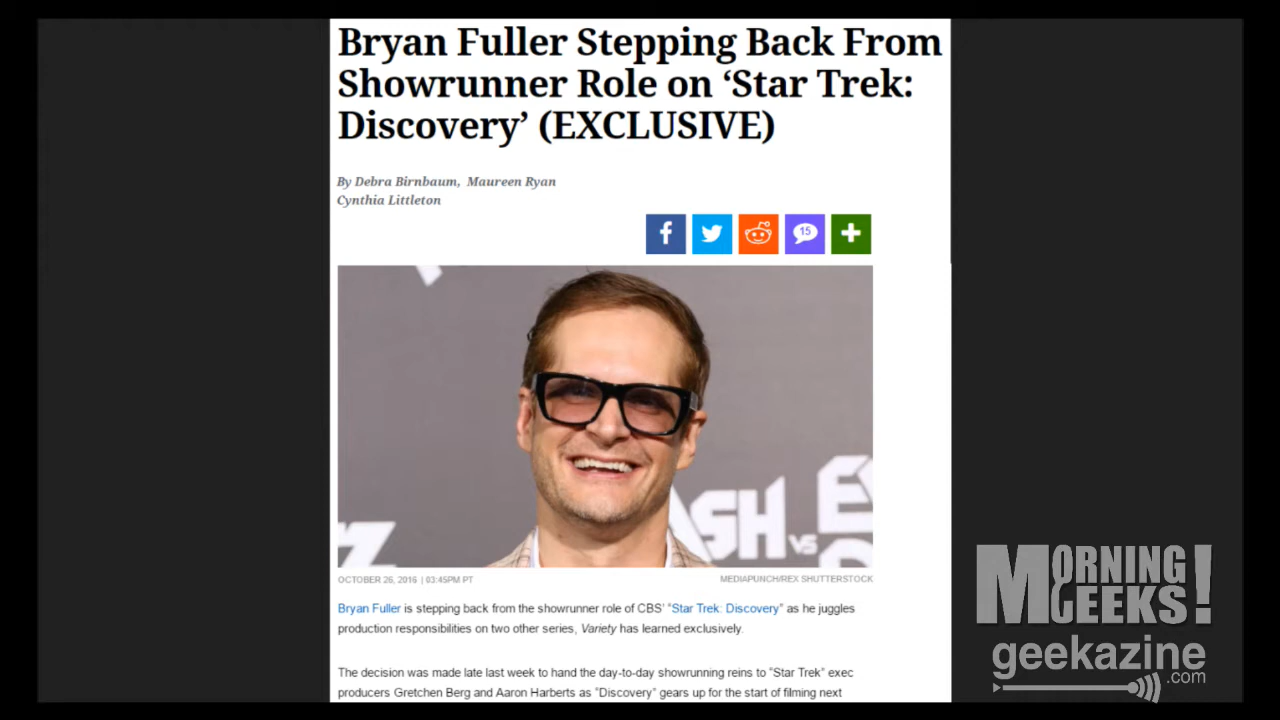 Bryan Fuller Stepping Back From
Showrunner Role on ‘Star Trek:
Discovery’ (EXCLUSIVE)
By Debra Birnbaum, Maureen Ryan
Cynthia Littleton
15
ASH
VS
OCTOBER 26, 2016 | 03:45PM PT
MEDIAPUNCH/REX SHUTTERSTOCK
Bryan Fuller is stepping back from the showrunner role of CBS’ “Star Trek: Discovery” as he juggles
production responsibilities on two other series, Variety has learned exclusively.
The decision was made late last week to hand the day-to-day showrunning reins to “Star Trek” exec
producers Gretchen Berg and Aaron Harberts as “Discovery” gears up for the start of filming next
MORNING
GEEKS!
geekazine
.com